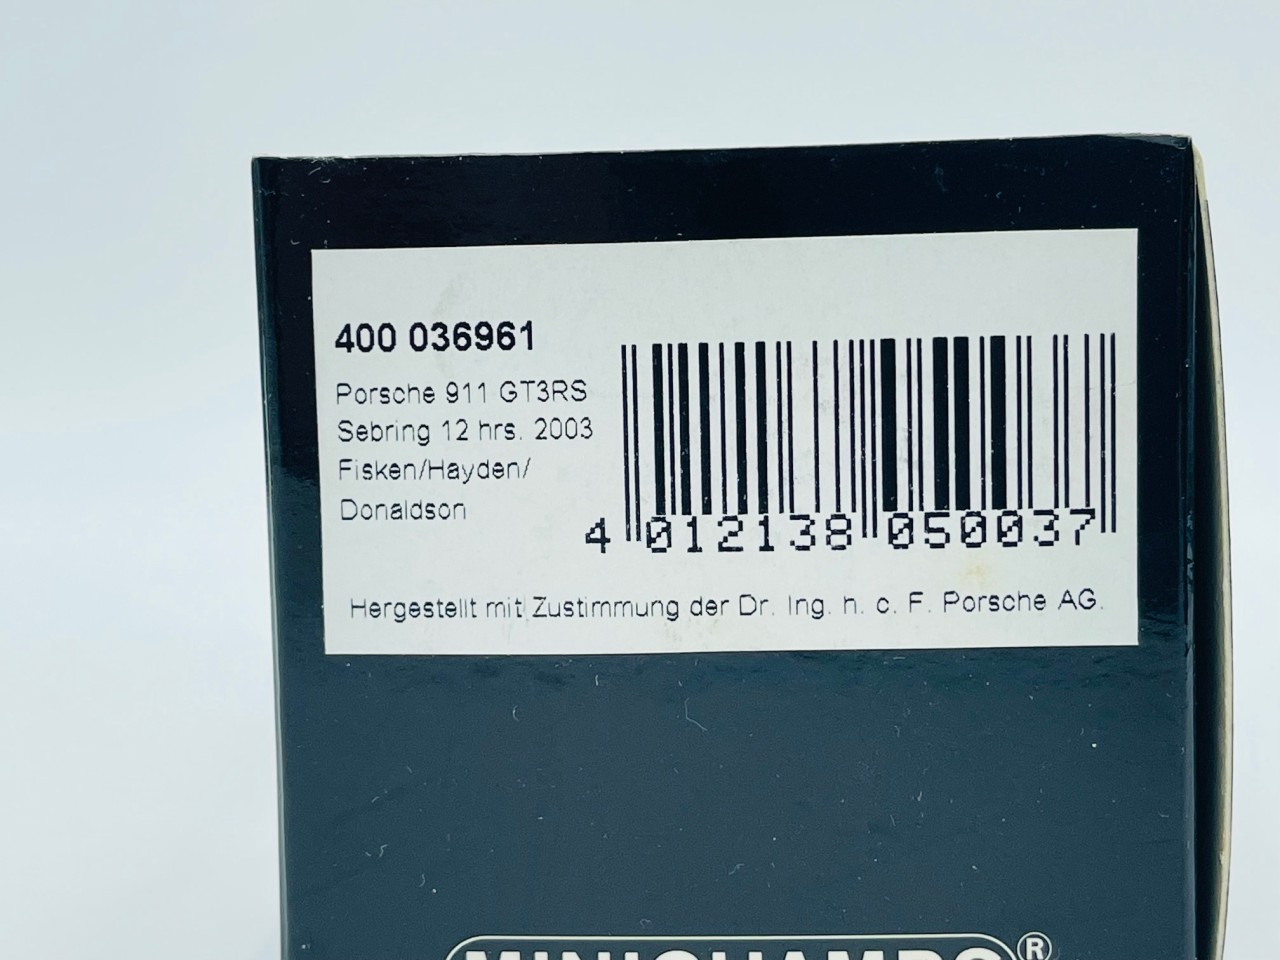 400 036961
Porsche 911 GT3RS
Sebring 12 hrs. 2003
Fisken/Hayden/
Donaldson
4 012138 050037
Hergestellt mit Zustimmung der Dr. Ing. h. c. F. Porsche AG.
MINICHAMPS®